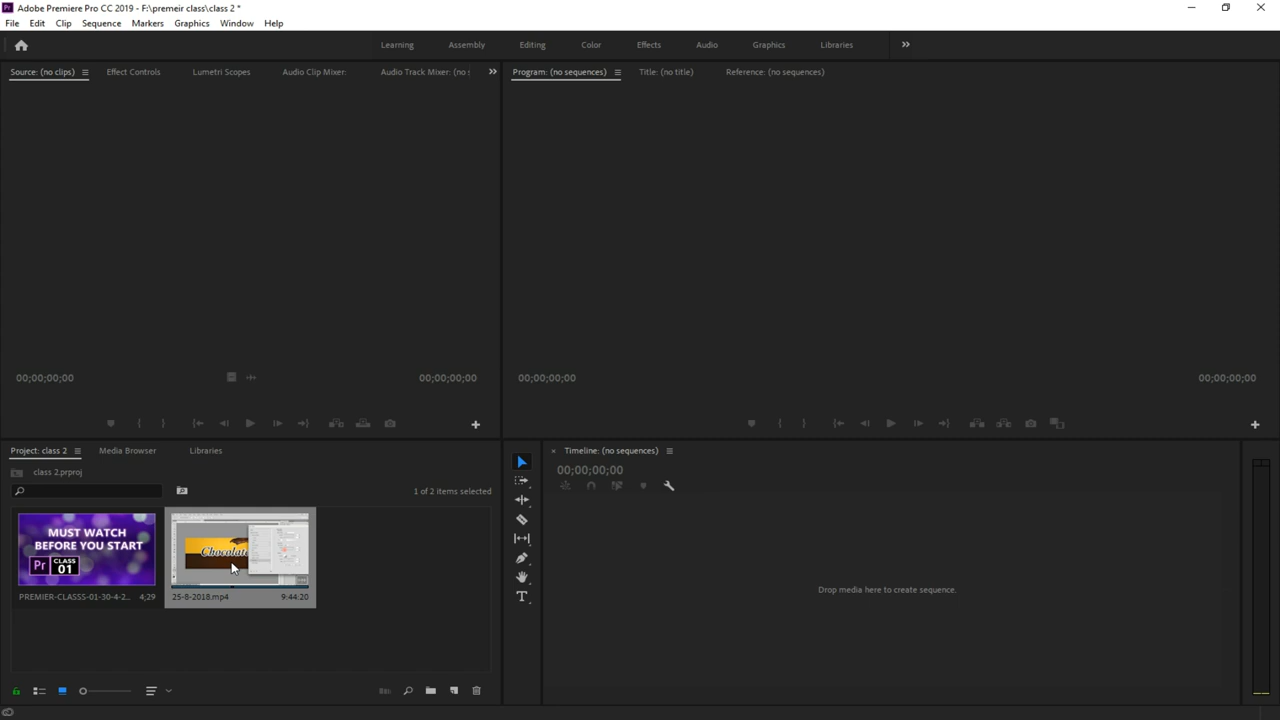 Adobe Premiere Pro CC 2019 - F:\premeir class\class 2 *
File Edit Clip Sequence Markers Graphics Window Help
Learning Assembly Editing Color Effects Audio Graphics Libraries
Source: (no clips) Effect Controls Lumetri Scopes Audio Clip Mixer: Audio Track Mixer: (no s
Program: (no sequences) Title: (no title) Reference: (no sequences)
00;00;00;00 00;00;00;00
00;00;00;00 00;00;00;00
Project: class 2 Media Browser Libraries
class 2.prproj
1 of 2 items selected
MUST WATCH
BEFORE YOU START
Pr CLASS
01
Chocolate
PREMIER-CLASSS-01-30-4-2... 4;29
25-8-2018.mp4 9:44:20
Timeline: (no sequences)
00;00;00;00
Drop media here to create sequence.